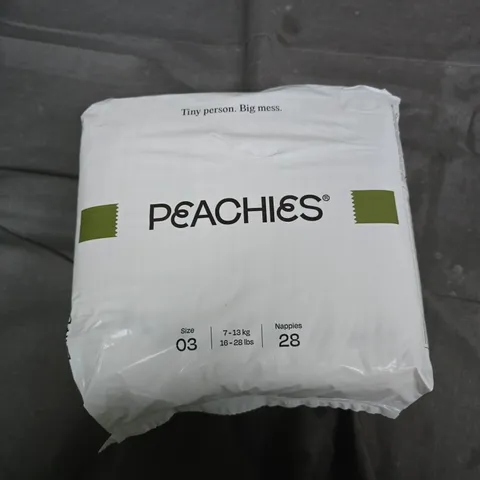 Tiny person. Big mess.
PEACHIES®
Size 03
7-13 kg
16-28 lbs
Nappies 28